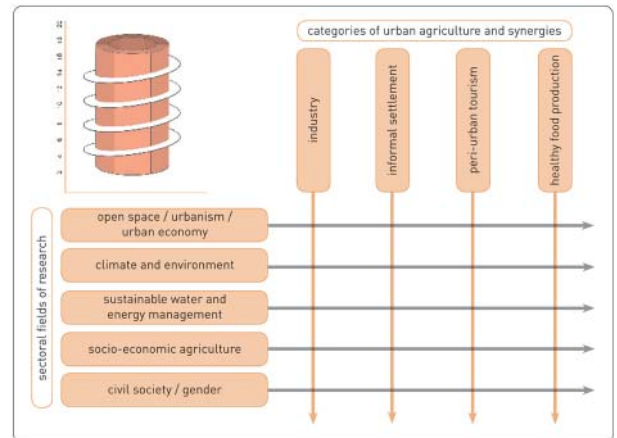 categories of urban agriculture and synergies
industry
informal settlement
peri-urban tourism
healthy food production
sectoral fields of research
open space / urbanism /
urban economy
climate and environment
sustainable water and
energy management
socio-economic agriculture
civil society / gender